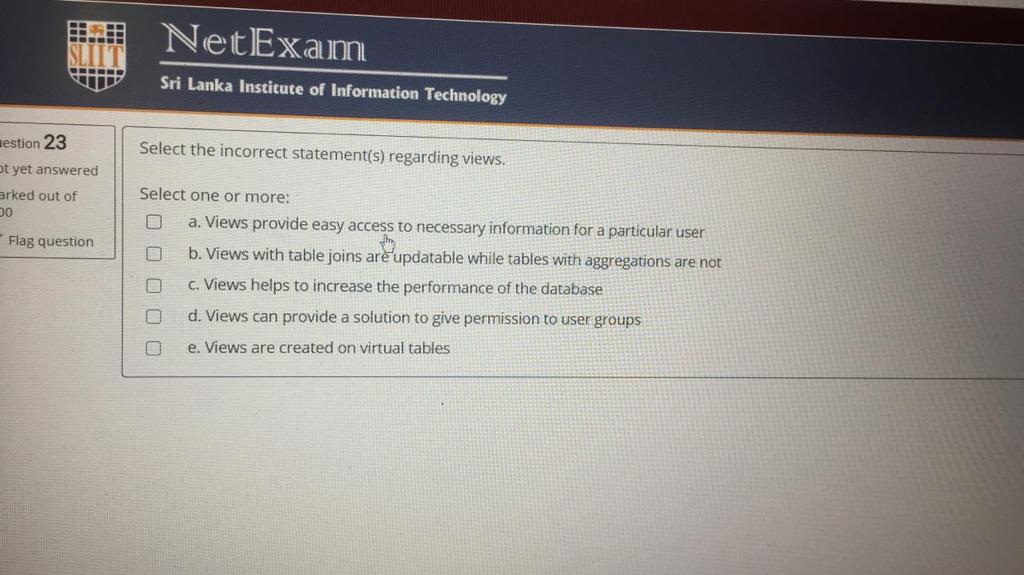 SLIIT
NetExam
Sri Lanka Institute of Information Technology
estion 23
ot yet answered
arked out of
00
Flag question
Select the incorrect statement(s) regarding views.
Select one or more:
a. Views provide easy access to necessary information for a particular user
b. Views with table joins are updatable while tables with aggregations are not
c. Views helps to increase the performance of the database
d. Views can provide a solution to give permission to user groups
e. Views are created on virtual tables